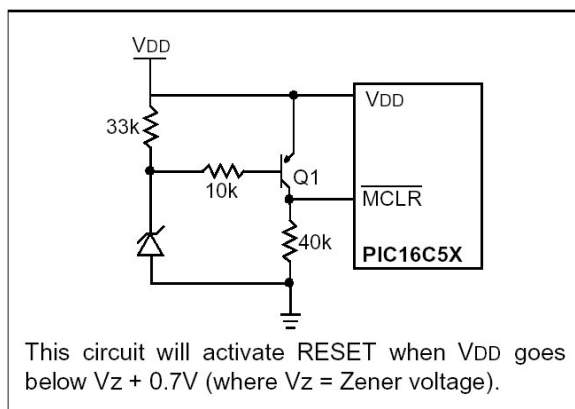 VDD
VDD
33k
10k
Q1
MCLR
40k
PIC16C5X
This circuit will activate RESET when VDD goes
below Vz + 0.7V (where Vz = Zener voltage).